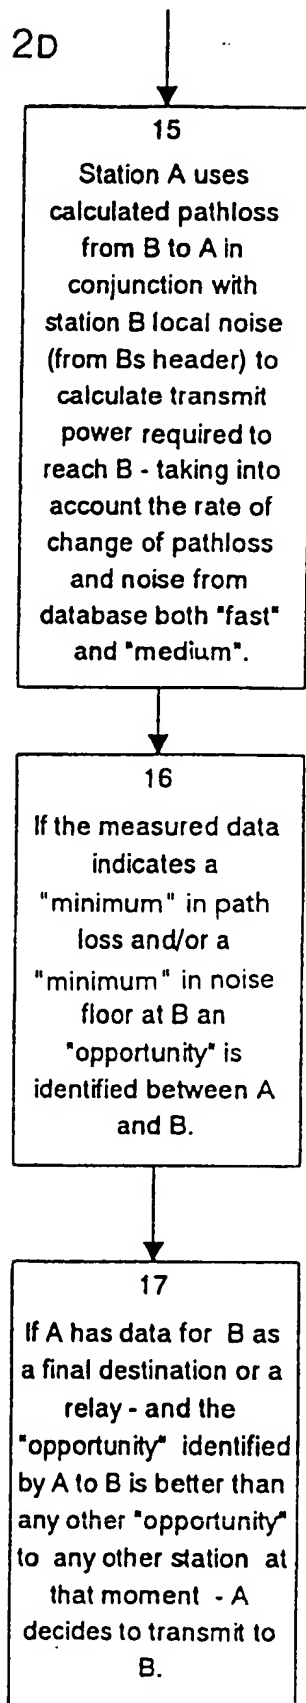 2D
15
Station A uses
calculated pathloss
from B to A in
conjunction with
station B local noise
(from Bs header) to
calculate transmit
power required to
reach B - taking into
account the rate of
change of pathloss
and noise from
database both "fast"
and "medium".
16
If the measured data
indicates a
"minimum" in path
loss and/or a
"minimum" in noise
floor at B an
"opportunity" is
identified between A
and B.
17
If A has data for B as
a final destination or a
relay - and the
"opportunity" identified
by A to B is better than
any other "opportunity"
to any other station at
that moment - A
decides to transmit to
B.